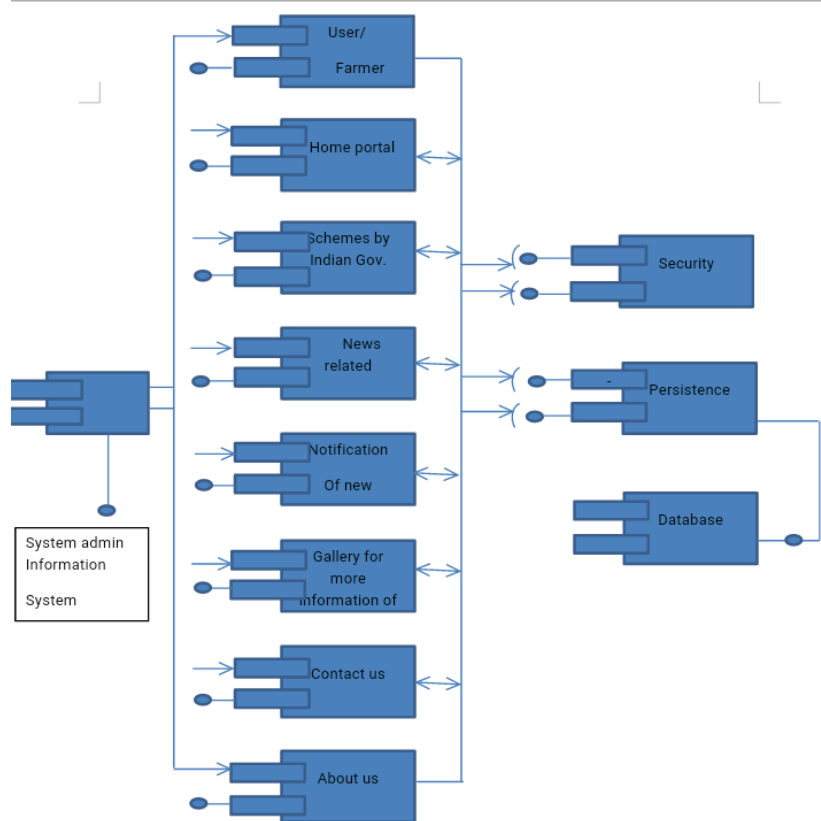 User/
Farmer
Home portal
Schemes by
Indian Gov.
News
related
Notification
Of new
Gallery for
more
information of
Contact us
About us
Security
-
Persistence
Database
System admin
Information
System